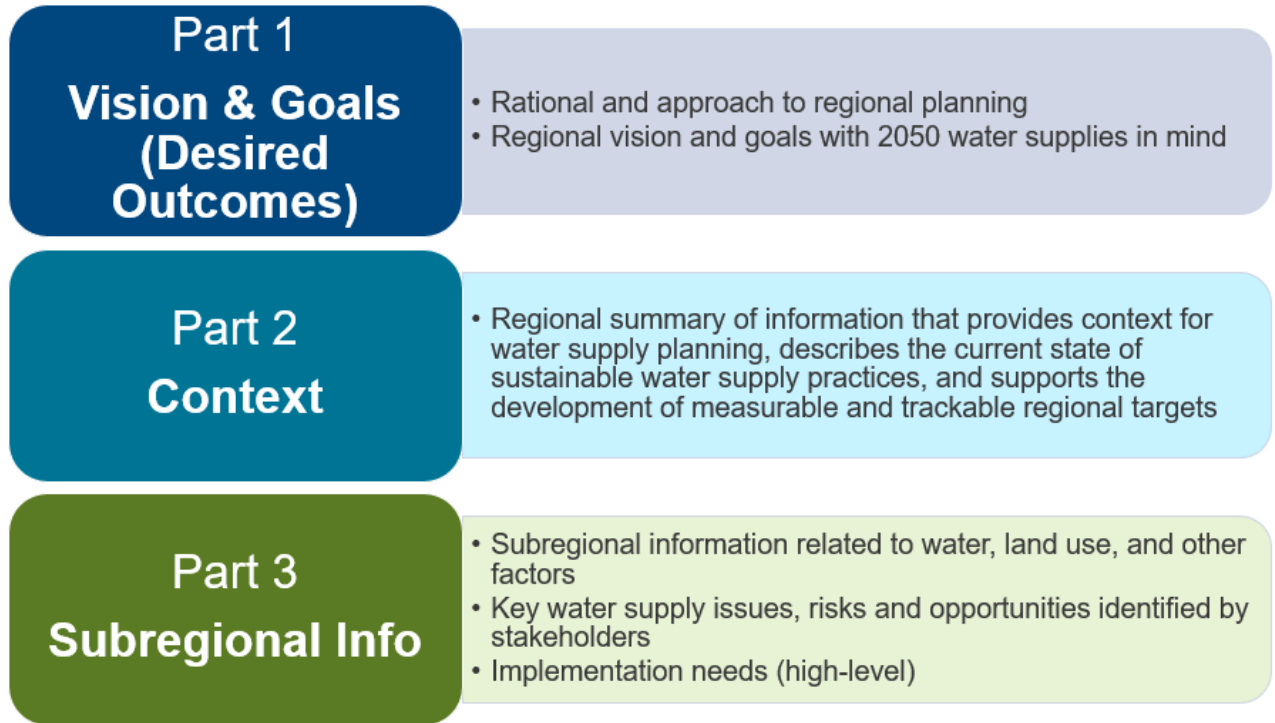 Part 1
Vision & Goals
(Desired
Outcomes)
• Rational and approach to regional planning
• Regional vision and goals with 2050 water supplies in mind
Part 2
Context
• Regional summary of information that provides context for
water supply planning, describes the current state of
sustainable water supply practices, and supports the
development of measurable and trackable regional targets
Part 3
Subregional Info
• Subregional information related to water, land use, and other
factors
• Key water supply issues, risks and opportunities identified by
stakeholders
• Implementation needs (high-level)